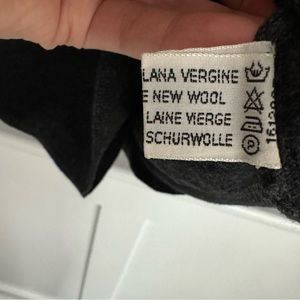 LANA VERGINE
E NEW WOOL
LAINE VIERGE
SCHURWOLLE